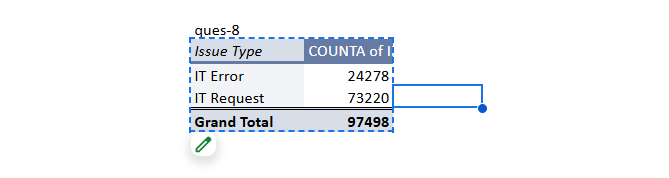 ques-8
Issue Type COUNTA of I
IT Error 24278
IT Request 73220
Grand Total 97498